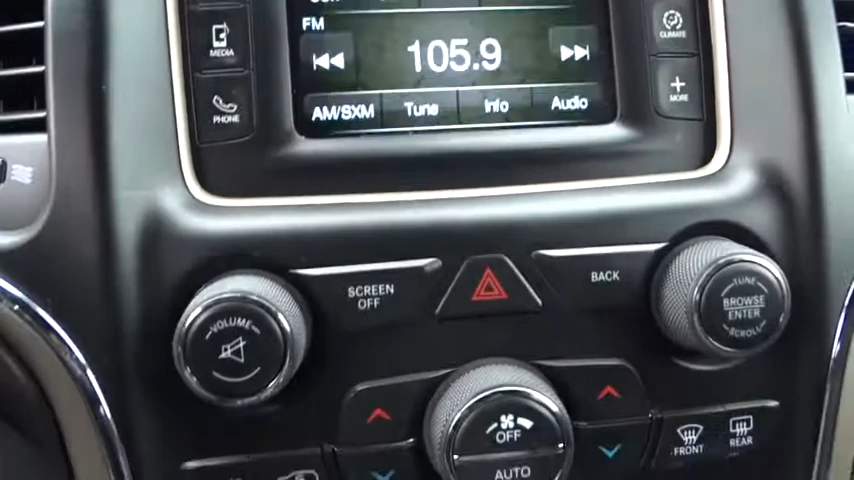 FM
CLIMATE
MEDIA
105.9
MORE
PHONE
AM/SXM
Tune
Info
Audio
SCREEN
OFF
BACK
TUNE
BROWSE
ENTER
SCROLL
VOLUME
OFF
AUTO
FRONT
REAR